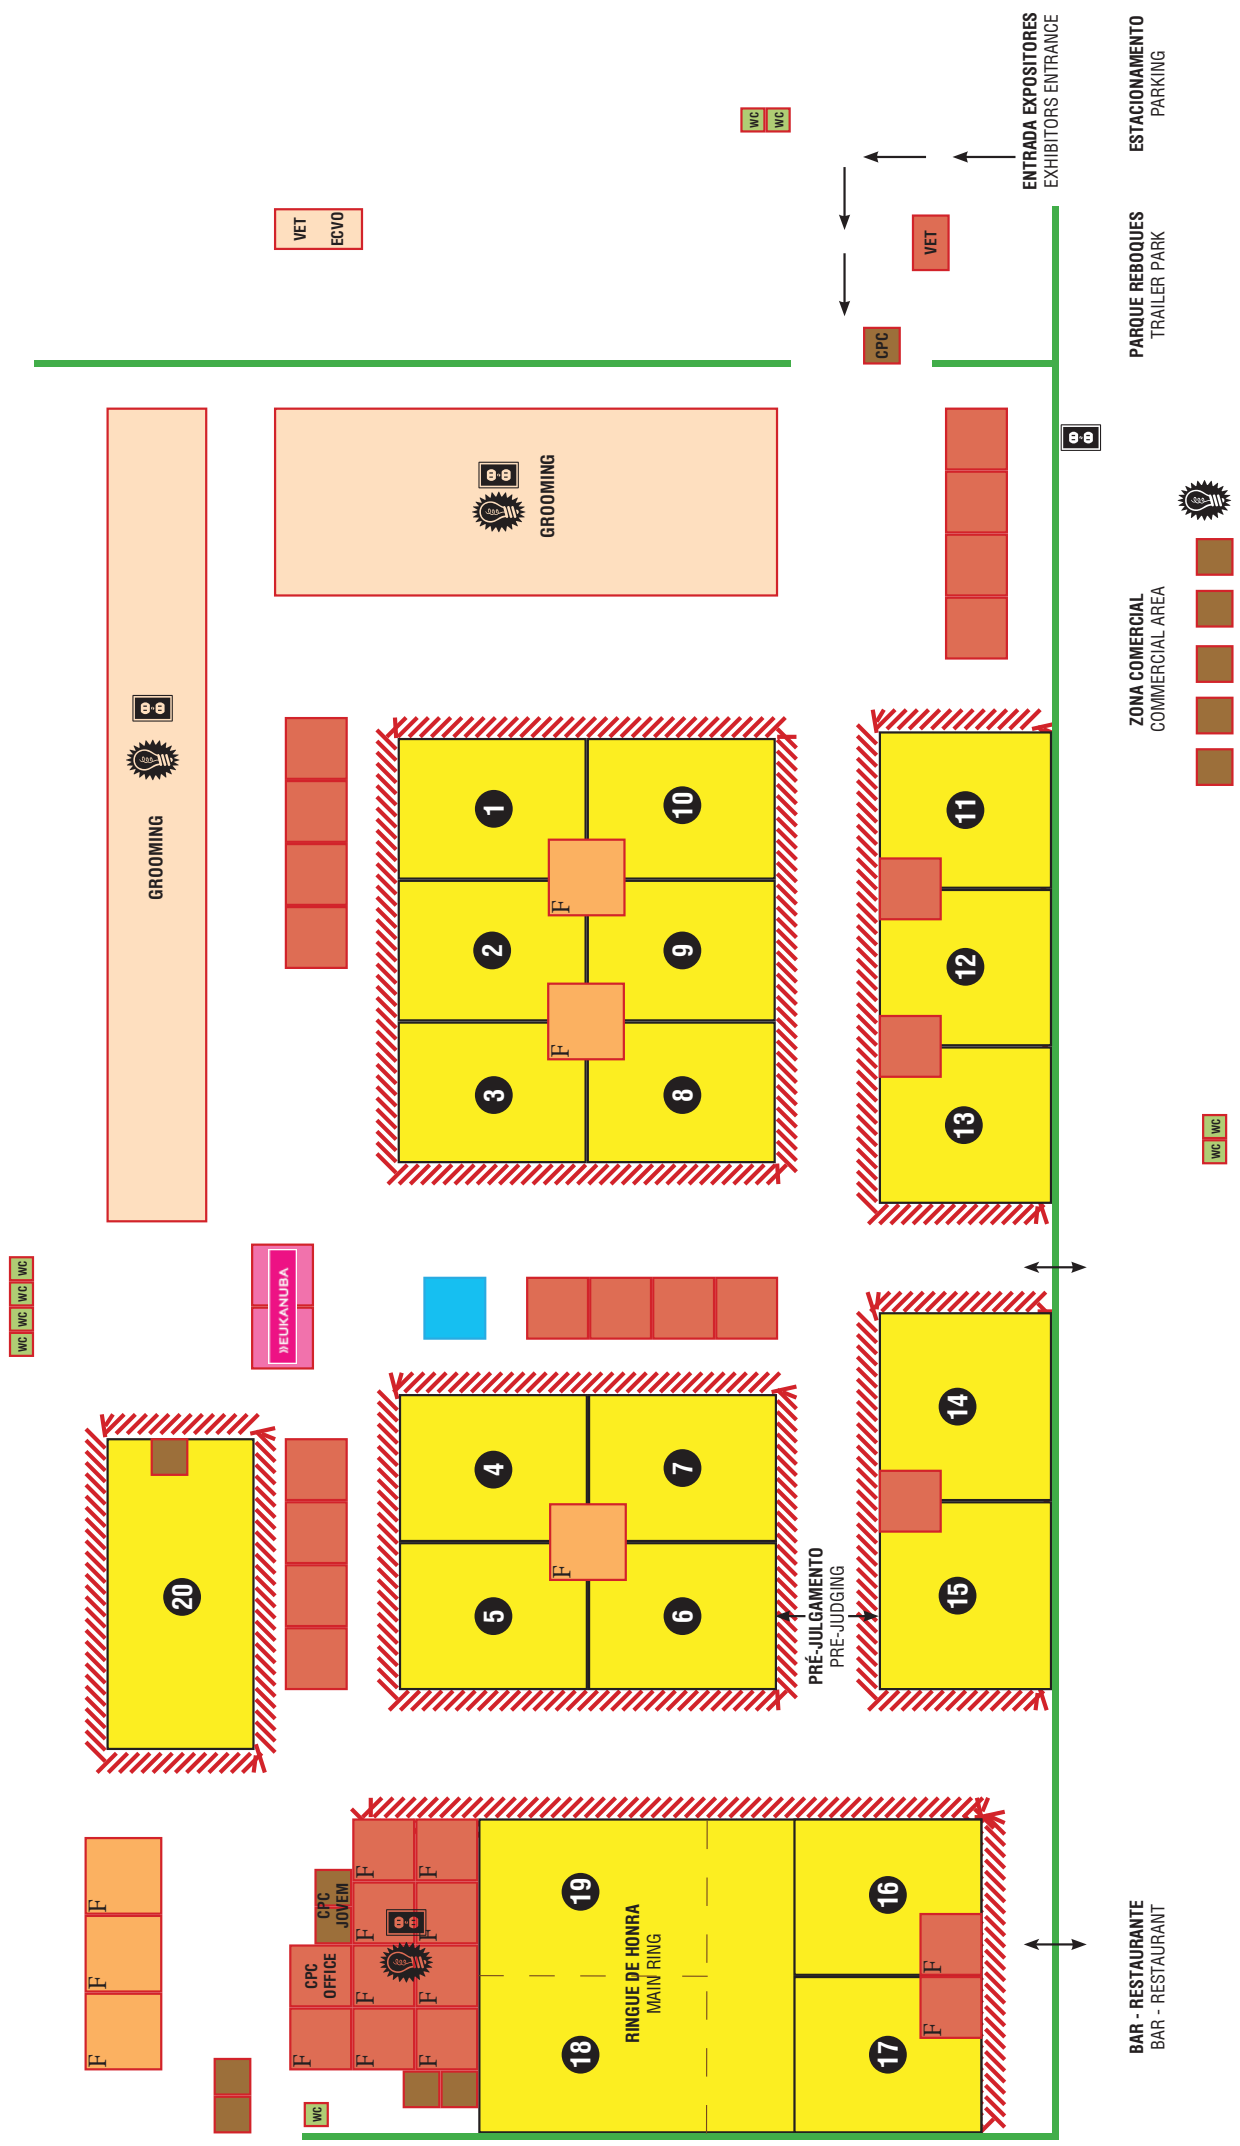 WC WC WC WC
F F F
GROOMING
20
»EUKANUBA
VET
ECVO
WC
F
CPC
OFFICE
CPC
JOVEM
F F F F
F F F F
5 4 3 2 1
GROOMING
F F F
18 19
RINGUE DE HONRA
MAIN RING
6 7 8 9 10
WC
WC
PRÉ-JULGAMENTO
PRE-JUDGING
CPC
17 16
F F
VET
15 14 13 12 11
ENTRADA EXPOSITORES
EXHIBITORS ENTRANCE
BAR - RESTAURANTE
BAR - RESTAURANT
ZONA COMERCIAL
COMMERCIAL AREA
PARQUE REBOQUES
TRAILER PARK
ESTACIONAMENTO
PARKING
WC WC